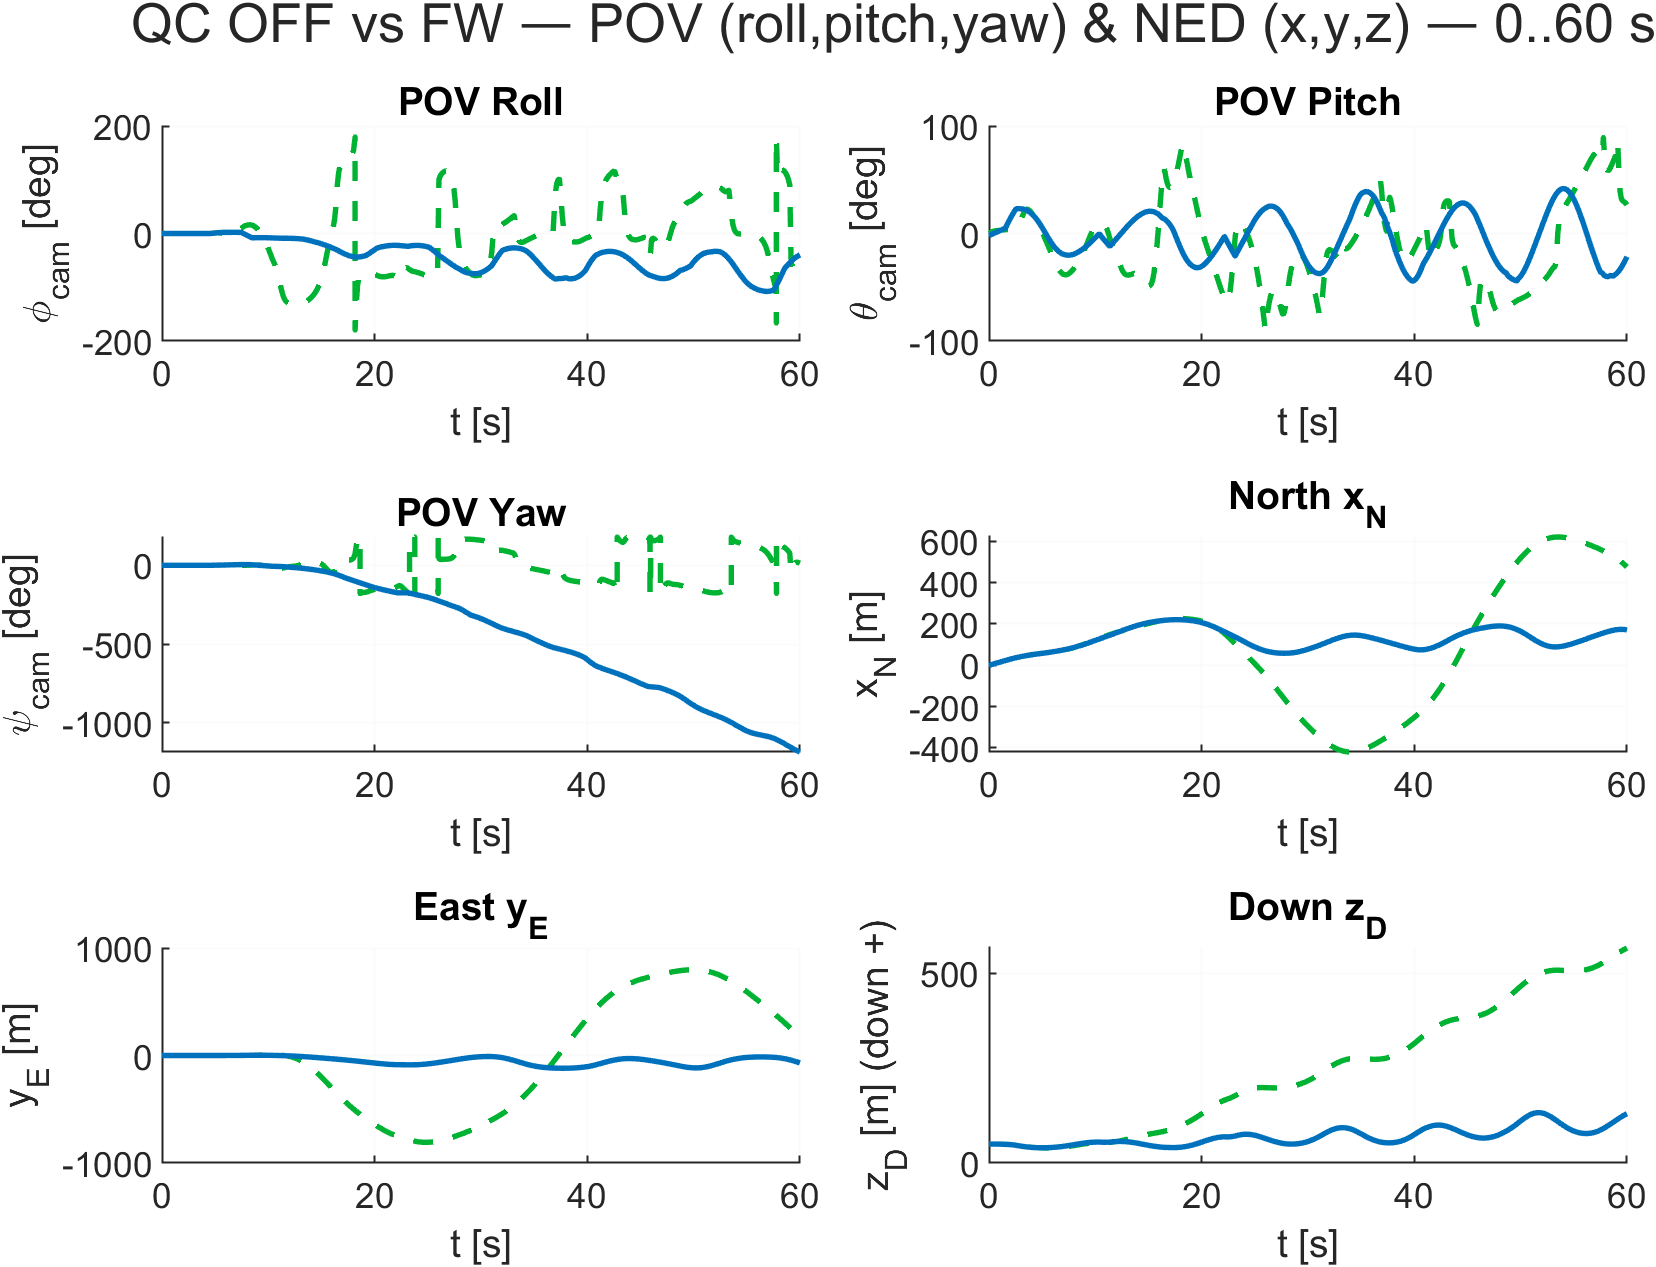 QC OFF vs FW — POV (roll,pitch,yaw) & NED (x,y,z) — 0..60 s
POV Roll
ϕcam [deg]
200
0
-200
0 20 40 60
t [s]
POV Pitch
θcam [deg]
100
0
-100
0 20 40 60
t [s]
POV Yaw
ψcam [deg]
0
-500
-1000
0 20 40 60
t [s]
North xN
xN [m]
600
400
200
0
-200
-400
0 20 40 60
t [s]
East yE
yE [m]
1000
0
-1000
0 20 40 60
t [s]
Down zD
zD [m] (down +)
500
0
0 20 40 60
t [s]